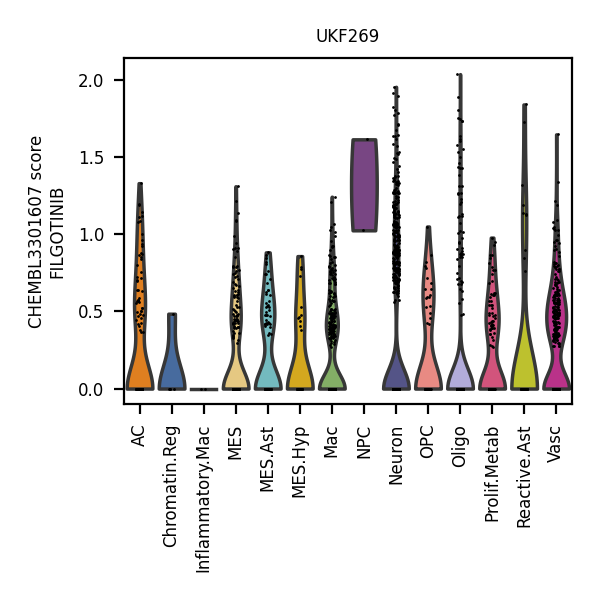 UKF269
CHEMBL3301607 score
FILGOTINIB
2.0
1.5
1.0
0.5
0.0
AC
Chromatin.Reg
Inflammatory.Mac
MES
MES.Ast
MES.Hyp
Mac
NPC
Neuron
OPC
Oligo
Prolif.Metab
Reactive.Ast
Vasc